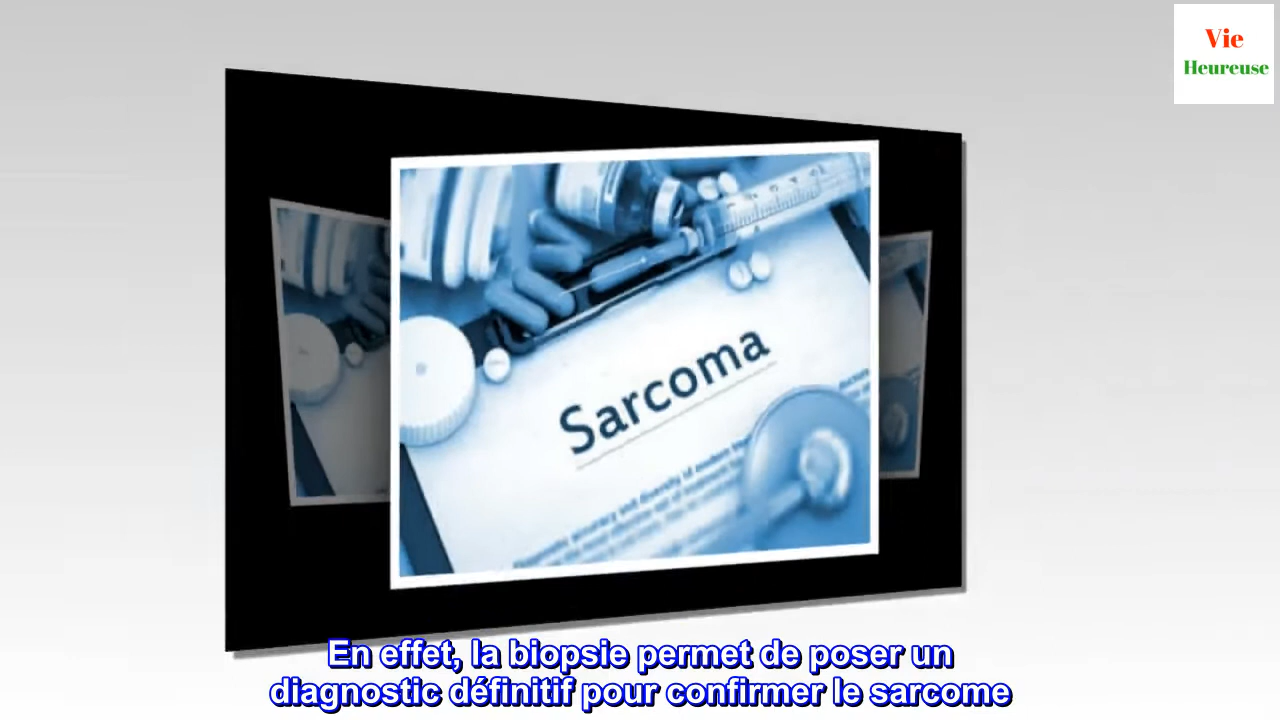 Vie
Heureuse
Sarcoma
En effet, la biopsie permet de poser un
diagnostic définitif pour confirmer le sarcome